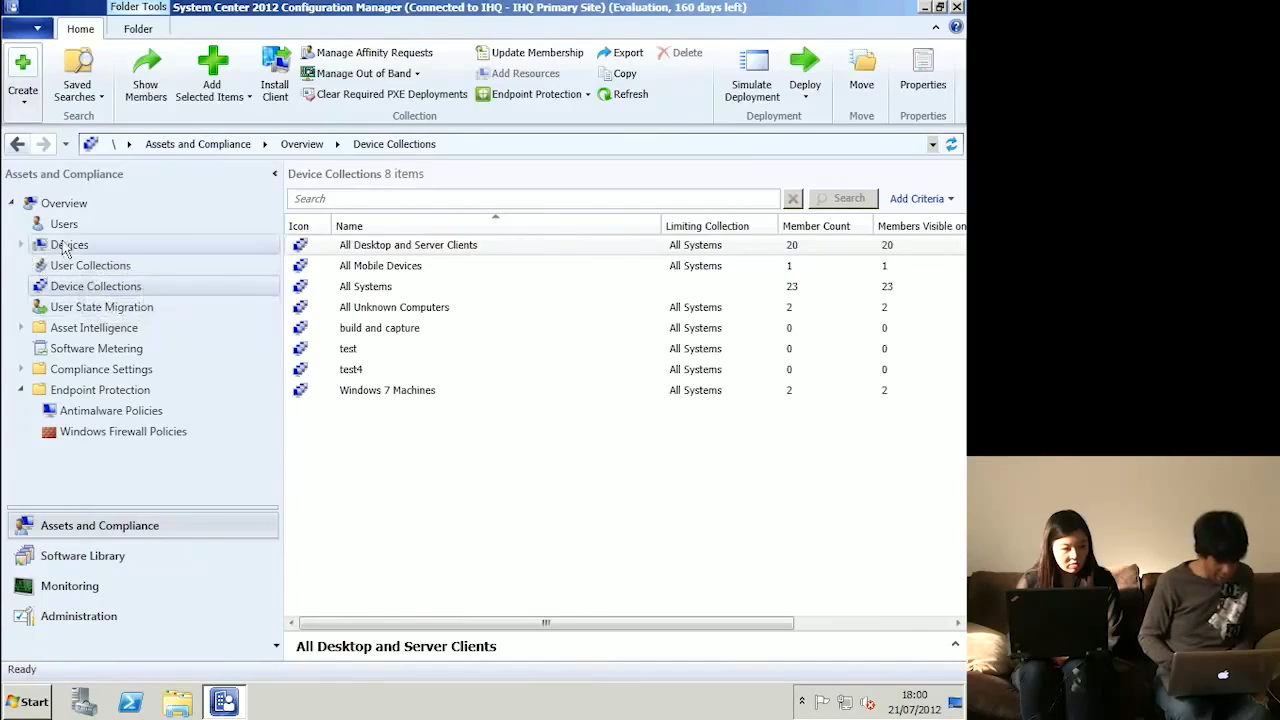 Folder Tools
System Center 2012 Configuration Manager (Connected to IHQ - IHQ Primary Site) (Evaluation, 160 days left)
Home
Folder
Create
Saved Searches
Search
Show Members
Add Selected Items
Install Client
Manage Affinity Requests
Manage Out of Band
Clear Required PXE Deployments
Update Membership
Add Resources
Endpoint Protection
Export
Copy
Refresh
Delete
Collection
Simulate Deployment
Deploy
Deployment
Move
Move
Properties
Properties
\ Assets and Compliance Overview Device Collections
Assets and Compliance
Overview
Users
Devices
User Collections
Device Collections
User State Migration
Asset Intelligence
Software Metering
Compliance Settings
Endpoint Protection
Antimalware Policies
Windows Firewall Policies
Assets and Compliance
Software Library
Monitoring
Administration
Device Collections 8 items
Search
Search
Add Criteria
Icon Name Limiting Collection Member Count Members Visible on
All Desktop and Server Clients All Systems 20 20
All Mobile Devices All Systems 1 1
All Systems 23 23
All Unknown Computers All Systems 2 2
build and capture All Systems 0 0
test All Systems 0 0
test4 All Systems 0 0
Windows 7 Machines All Systems 2 2
All Desktop and Server Clients
Ready
Start
18:00
21/07/2012